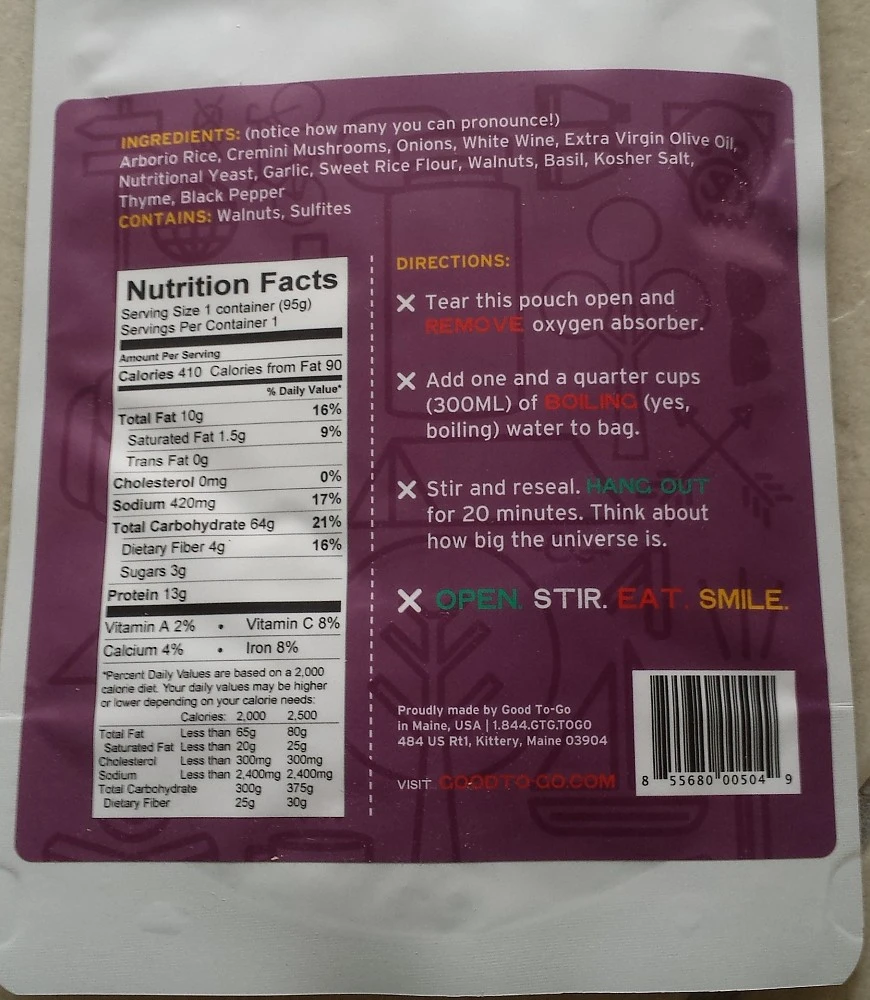 INGREDIENTS: (notice how many you can pronounce!)
Arborio Rice, Cremini Mushrooms, Onions, White Wine, Extra Virgin Olive Oil,
Nutritional Yeast, Garlic, Sweet Rice Flour, Walnuts, Basil, Kosher Salt,
Thyme, Black Pepper
CONTAINS: Walnuts, Sulfites
Nutrition Facts
Serving Size 1 container (95g)
Servings Per Container 1
Amount Per Serving
Calories 410 Calories from Fat 90
% Daily Value*
Total Fat 10g 16%
Saturated Fat 1.5g 9%
Trans Fat 0g
Cholesterol 0mg 0%
Sodium 420mg 17%
Total Carbohydrate 64g 21%
Dietary Fiber 4g 16%
Sugars 3g
Protein 13g
Vitamin A 2% • Vitamin C 8%
Calcium 4% • Iron 8%
*Percent Daily Values are based on a 2,000
calorie diet. Your daily values may be higher
or lower depending on your calorie needs:
Calories: 2,000 2,500
Total Fat Less than 65g 80g
Saturated Fat Less than 20g 25g
Cholesterol Less than 300mg 300mg
Sodium Less than 2,400mg 2,400mg
Total Carbohydrate 300g 375g
Dietary Fiber 25g 30g
DIRECTIONS:
X Tear this pouch open and
REMOVE oxygen absorber.
X Add one and a quarter cups
(300ML) of BOILING (yes,
boiling) water to bag.
X Stir and reseal. HANG OUT
for 20 minutes. Think about
how big the universe is.
X OPEN. STIR. EAT. SMILE.
Proudly made by Good To-Go
in Maine, USA | 1.844.GTG.TOGO
484 US Rt1, Kittery, Maine 03904
VISIT GOODTO-GO.COM
8 55680 00504 9